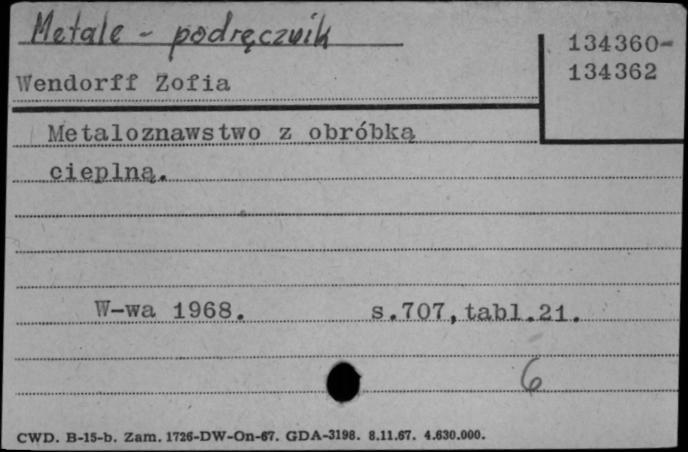 Metale - podręcznik
134360-
134362
Wendorff Zofia
Metaloznawstwo z obróbką
cieplną.
W-wa 1968. s.707,tabl.21.
6
CWD. B-15-b. Zam. 1726-DW-On-67. GDA-3198. 8.11.67. 4.630.000.